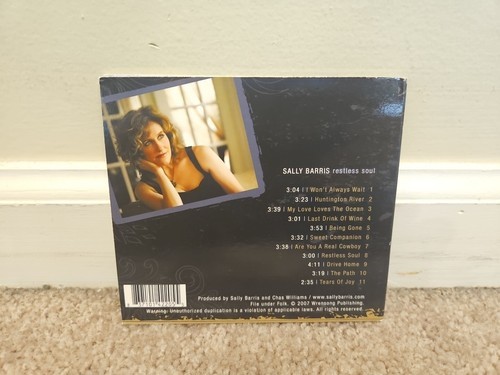 SALLY BARRIS restless soul
3:04 | I Won't Always Wait 1
3:23 | Huntington River 2
3:39 | My Love Loves The Ocean 3
3:01 | Last Drink Of Wine 4
3:53 | Being Gone 5
3:32 | Sweet Companion 6
3:38 | Are You A Real Cowboy 7
3:00 | Restless Soul 8
4:11 | Drive Home 9
3:19 | The Path 10
2:35 | Tears Of Joy 11
Produced by Sally Barris and Chas Williams / www.sallybarris.com
File under Folk. © 2007 Wrensong Publishing.
Warning: Unauthorized duplication is a violation of applicable laws. All rights reserved.